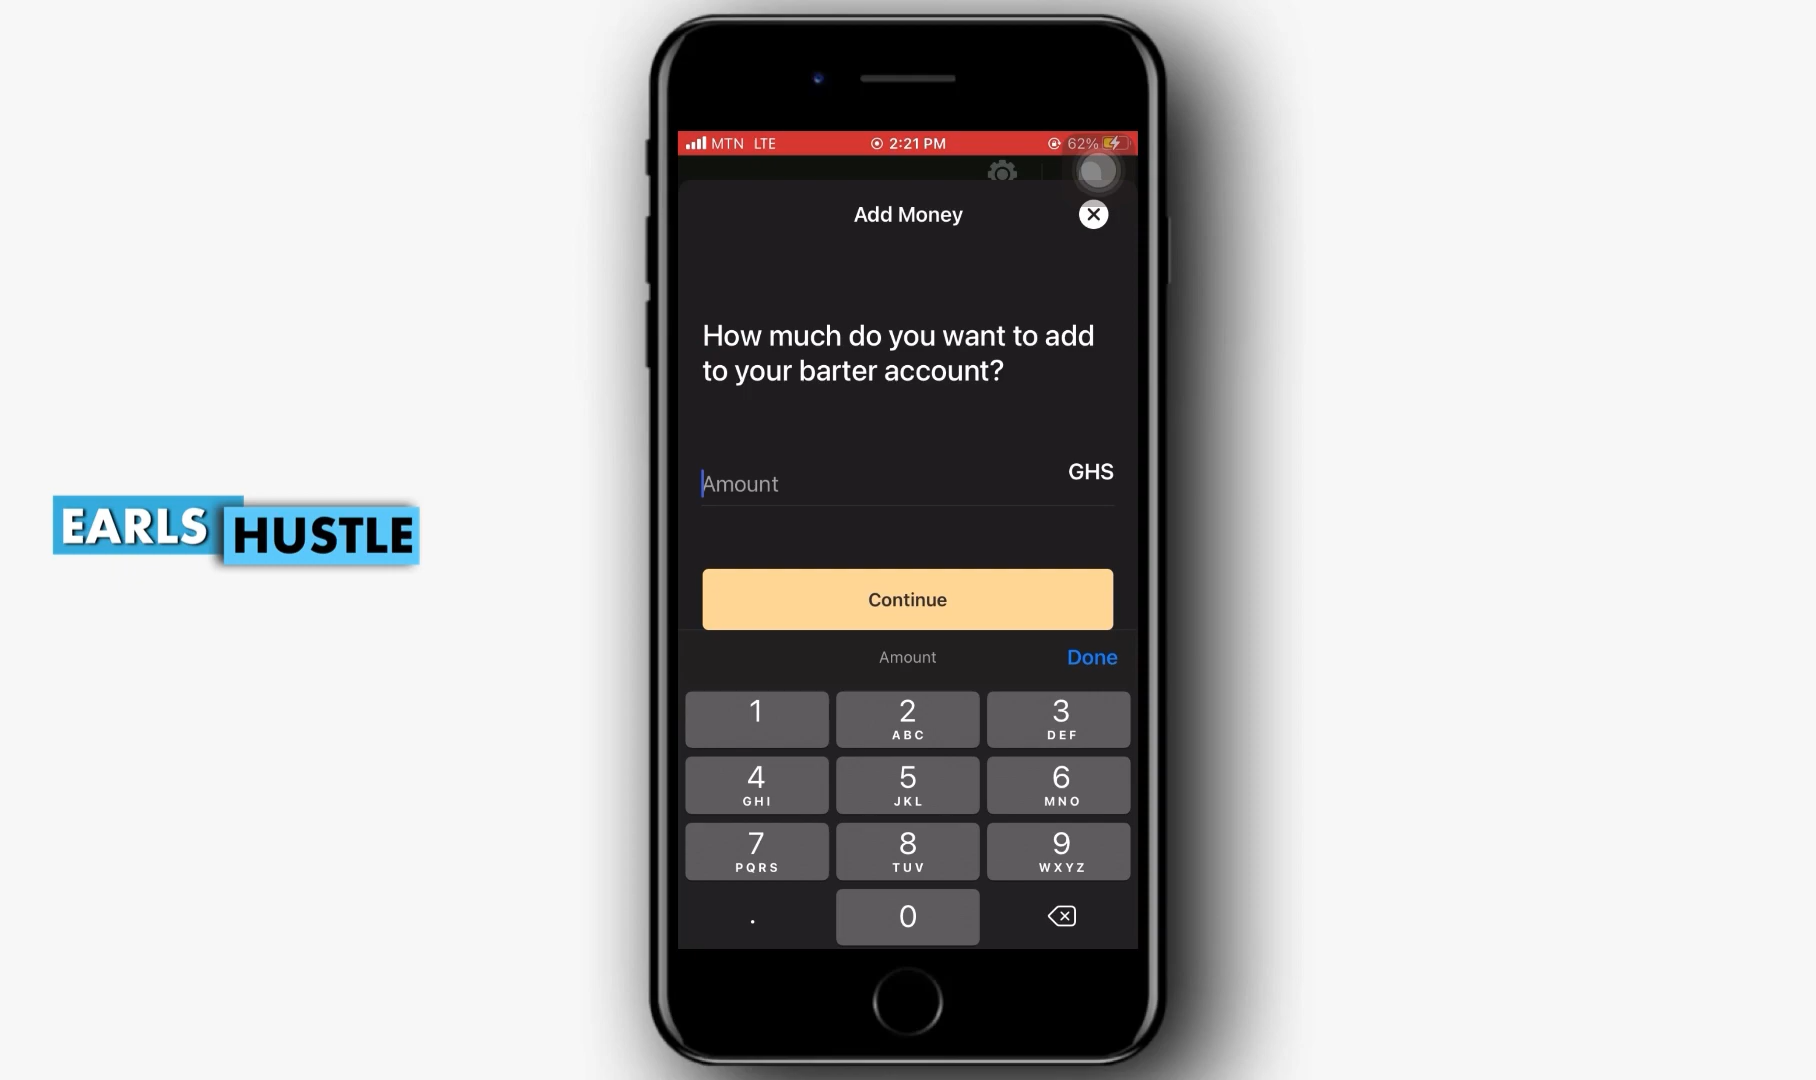 MTN LTE 2:21 PM 62%
Add Money
How much do you want to add
to your barter account?
Amount GHS
EARLS HUSTLE
Continue
Amount Done
1 2 3
ABC DEF
4 5 6
GHI JKL MNO
7 8 9
PQRS TUV WXYZ
. 0